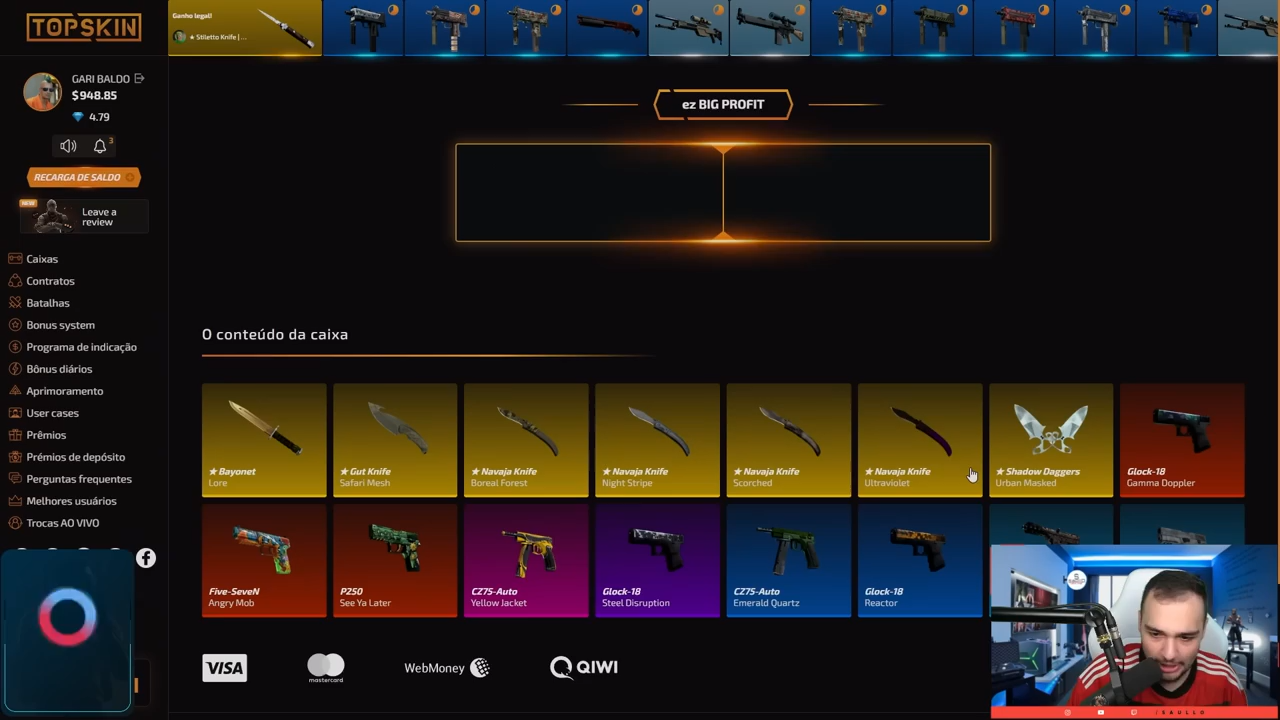 TOPSKIN
Ganho legal!
★ Stiletto Knife | ...
GARI BALDO
$948.85
4.79
3
RECARGA DE SALDO
NEW
Leave a
review
Caixas
Contratos
Batalhas
Bonus system
Programa de indicação
Bônus diários
Aprimoramento
User cases
Prêmios
Prêmios de depósito
Perguntas frequentes
Melhores usuários
Trocas AO VIVO
ez BIG PROFIT
O conteúdo da caixa
★ Bayonet
Lore
★ Gut Knife
Safari Mesh
★ Navaja Knife
Boreal Forest
★ Navaja Knife
Night Stripe
★ Navaja Knife
Scorched
★ Navaja Knife
Ultraviolet
★ Shadow Daggers
Urban Masked
Glock-18
Gamma Doppler
Five-SeveN
Angry Mob
P250
See Ya Later
CZ75-Auto
Yellow Jacket
Glock-18
Steel Disruption
CZ75-Auto
Emerald Quartz
Glock-18
Reactor
VISA
mastercard
WebMoney
QIWI
/SAULLO